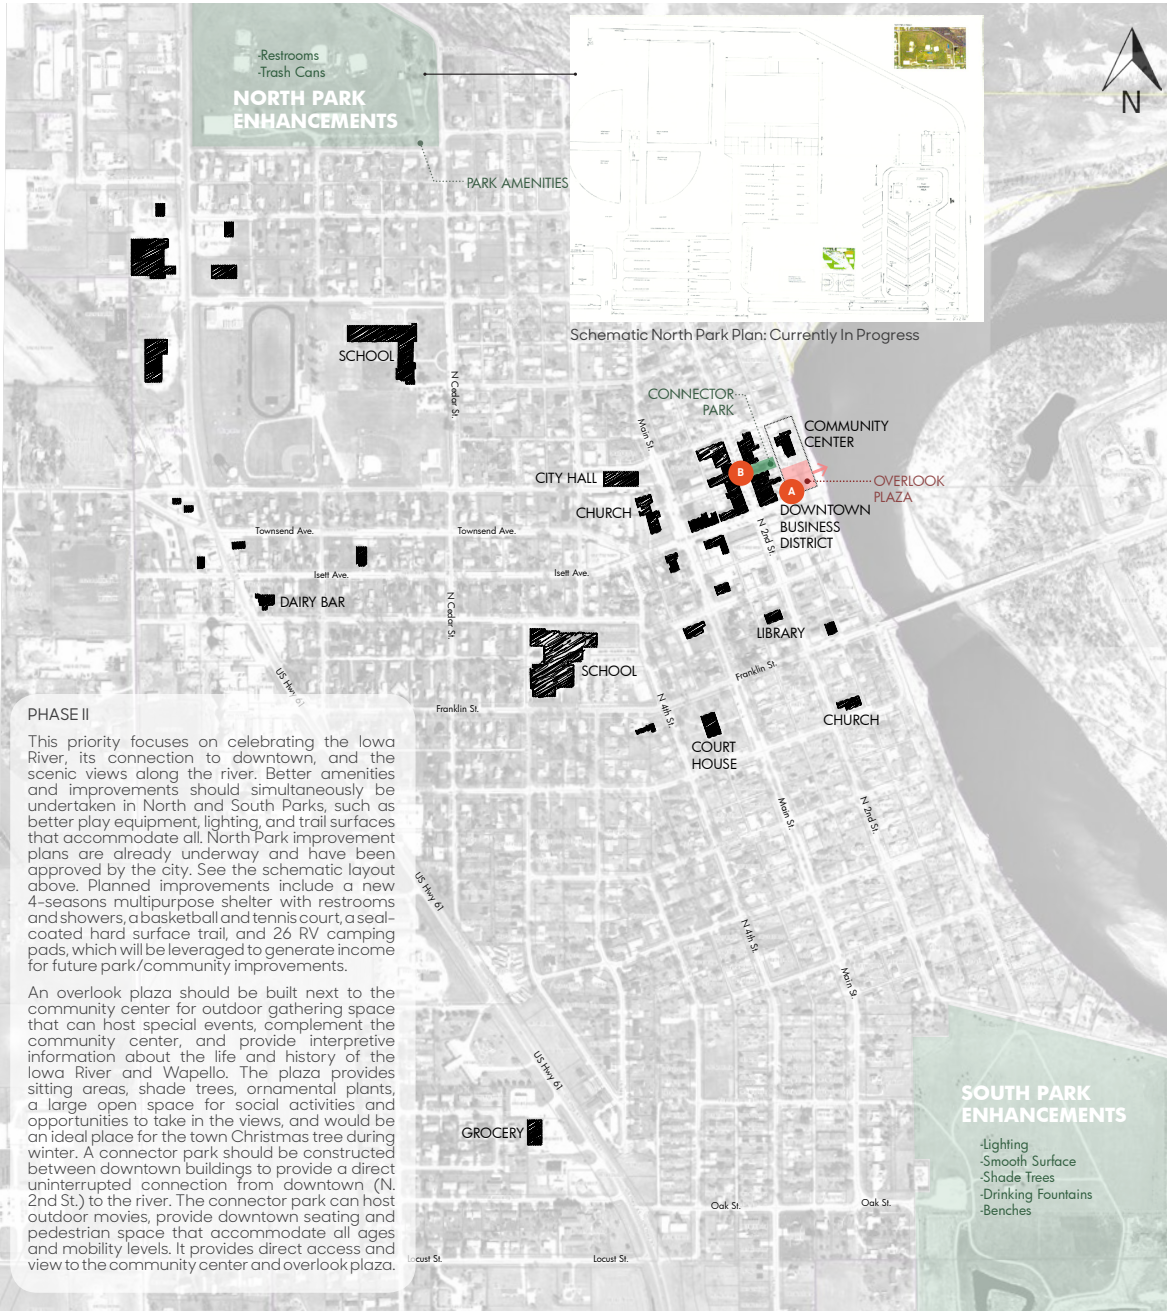 -Restrooms
-Trash Cans
NORTH PARK
ENHANCEMENTS
PARK AMENITIES
N
Schematic North Park Plan: Currently In Progress
SCHOOL
N Cedar St.
Main St.
CONNECTOR
PARK
COMMUNITY
CENTER
CITY HALL
B
A
OVERLOOK
PLAZA
CHURCH
DOWNTOWN
BUSINESS
DISTRICT
N 2nd St.
Townsend Ave.
Townsend Ave.
Isett Ave.
Isett Ave.
DAIRY BAR
N Cedar St.
LIBRARY
SCHOOL
Franklin St.
US Hwy 61
Franklin St.
N 4th St.
CHURCH
COURT
HOUSE
Main St.
N 2nd St.
PHASE II
This priority focuses on celebrating the Iowa
River, its connection to downtown, and the
scenic views along the river. Better amenities
and improvements should simultaneously be
undertaken in North and South Parks, such as
better play equipment, lighting, and trail surfaces
that accommodate all. North Park improvement
plans are already underway and have been
approved by the city. See the schematic layout
above. Planned improvements include a new
4-seasons multipurpose shelter with restrooms
and showers, a basketball and tennis court, a seal-
coated hard surface trail, and 26 RV camping
pads, which will be leveraged to generate income
for future park/community improvements.
An overlook plaza should be built next to the
community center for outdoor gathering space
that can host special events, complement the
community center, and provide interpretive
information about the life and history of the
Iowa River and Wapello. The plaza provides
sitting areas, shade trees, ornamental plants,
a large open space for social activities and
opportunities to take in the views, and would be
an ideal place for the town Christmas tree during
winter. A connector park should be constructed
between downtown buildings to provide a direct
uninterrupted connection from downtown (N.
2nd St.) to the river. The connector park can host
outdoor movies, provide downtown seating and
pedestrian space that accommodate all ages
and mobility levels. It provides direct access and
view to the community center and overlook plaza.
US Hwy 61
N 4th St.
Main St.
US Hwy 61
GROCERY
SOUTH PARK
ENHANCEMENTS
-Lighting
-Smooth Surface
-Shade Trees
-Drinking Fountains
-Benches
Oak St.
Oak St.
Locust St.
Locust St.